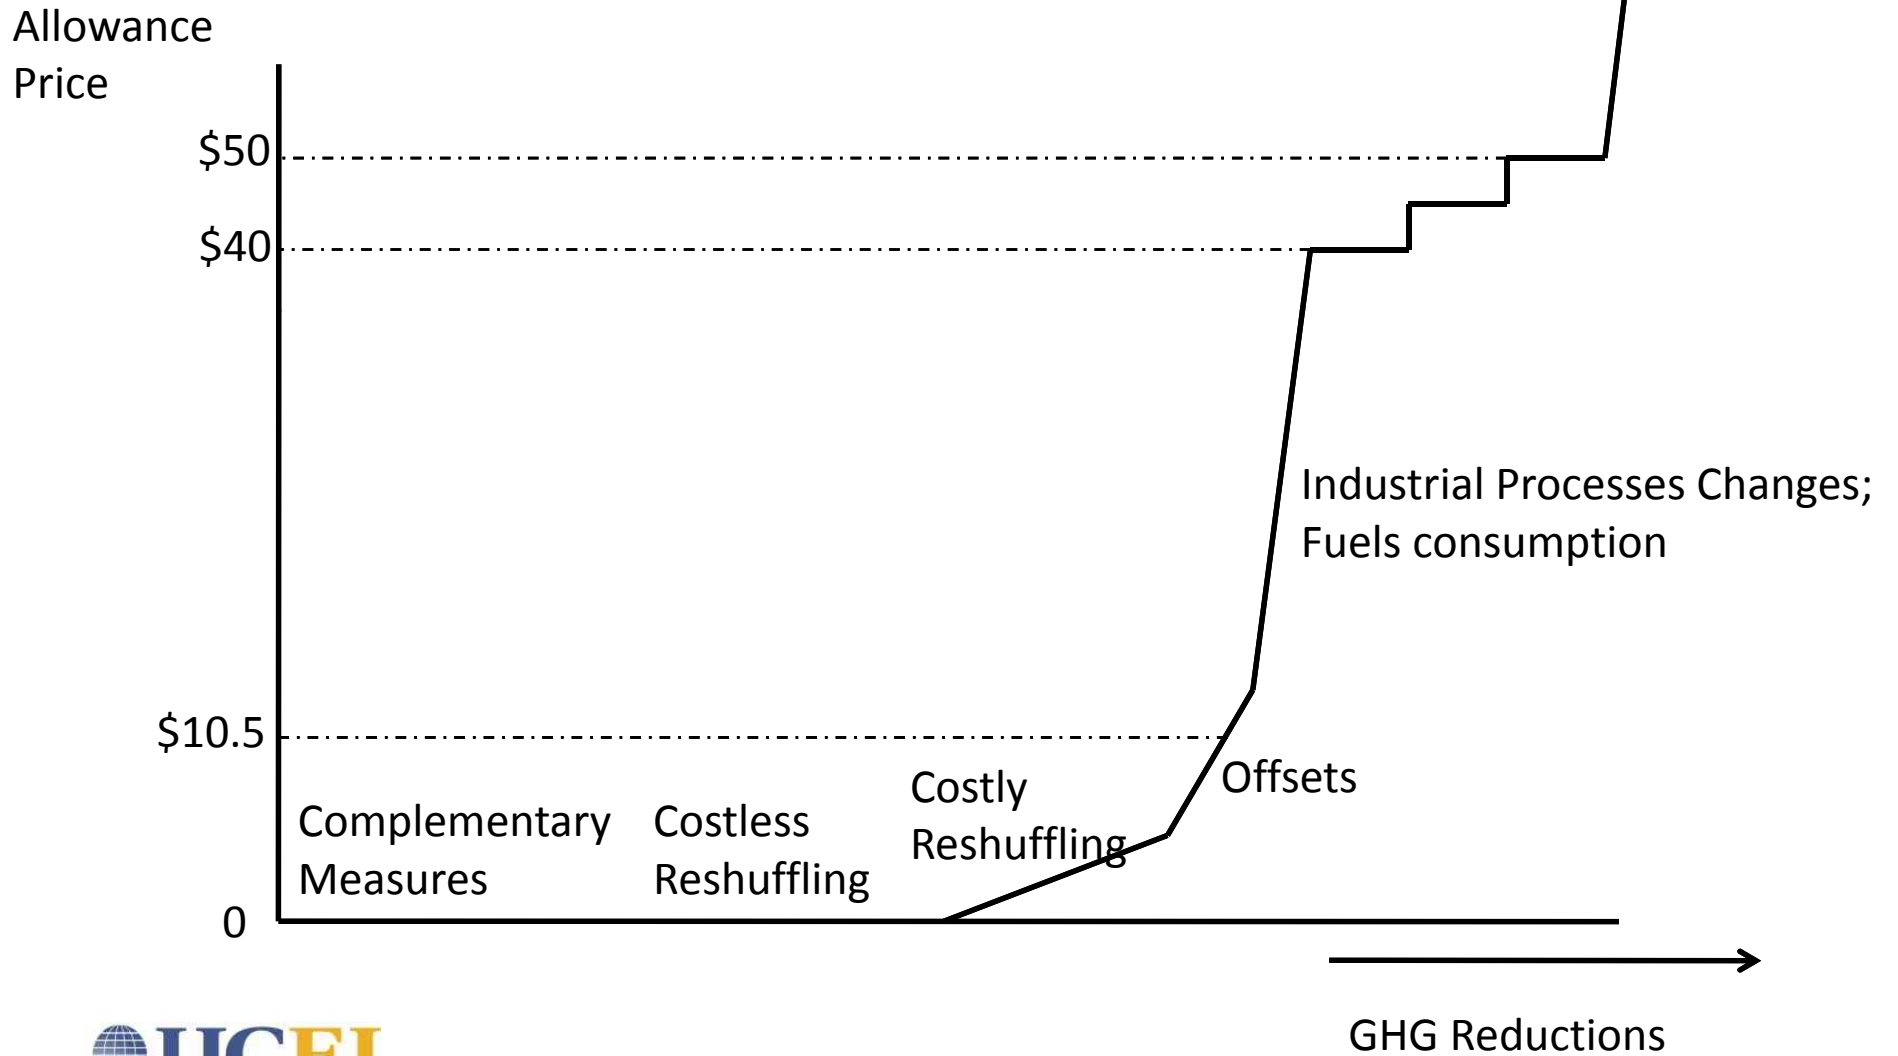 Allowance
Price
$50
$40
Industrial Processes Changes;
Fuels consumption
$10.5
Offsets
Costly
Reshuffling
Complementary
Measures
Costless
Reshuffling
0
GHG Reductions
UCEI